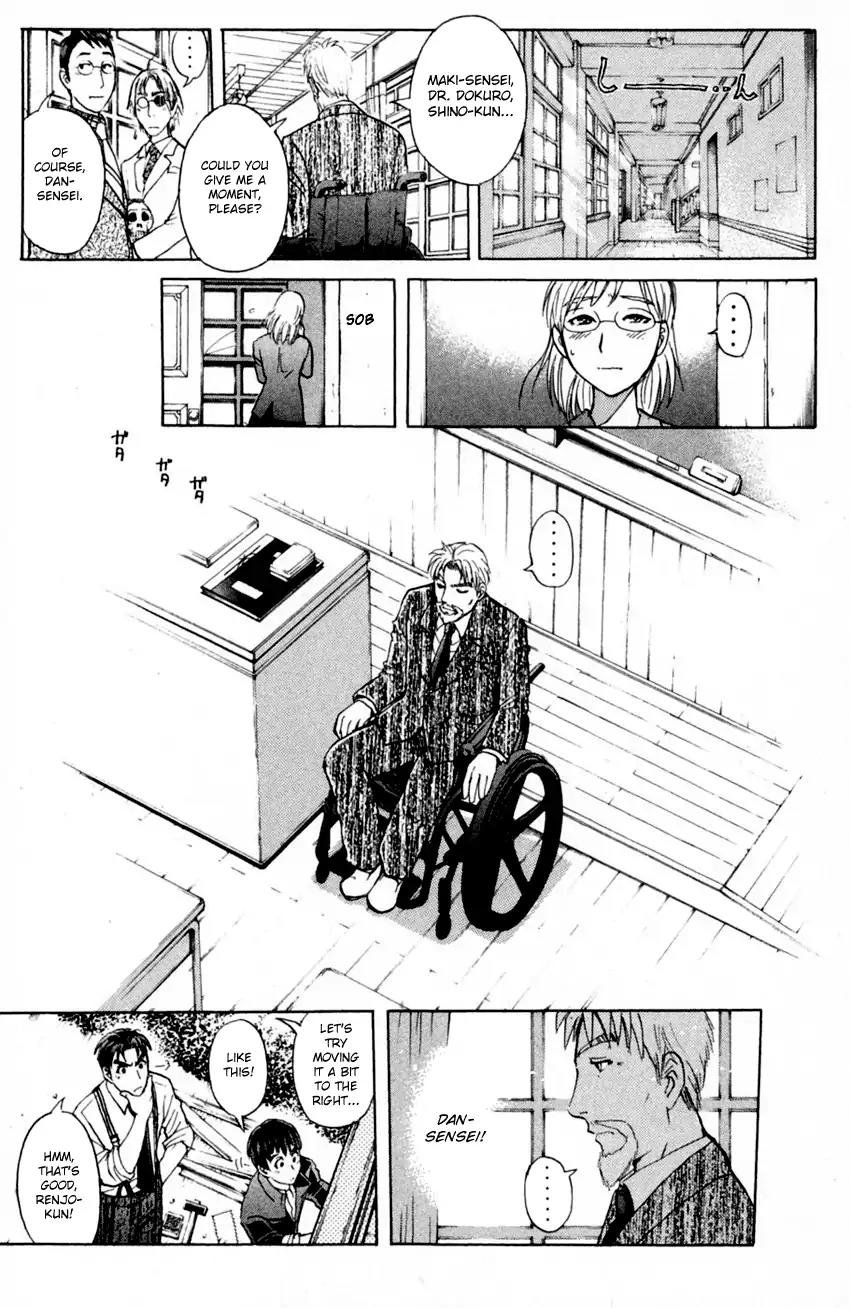 しーーん
MAKI-SENSEI,
DR. DOKURO,
SHINO-KUN...
COULD YOU
GIVE ME A
MOMENT,
PLEASE?
...
OF
COURSE,
DAN-
SENSEI.
....
SOB
ガタ
ガタ
ガタ
.....
DAN-
SENSEI!
.....
LET'S
TRY
MOVING
IT A BIT
TO THE
RIGHT...
LIKE
THIS!
HMM,
THAT'S
GOOD,
RENJO-
KUN!